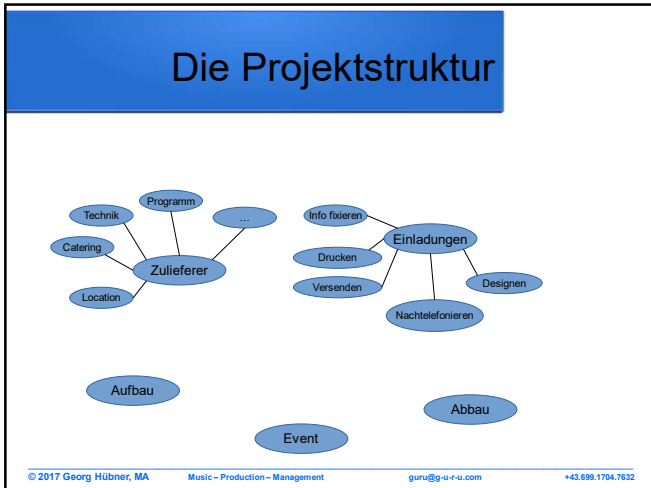 Die Projektstruktur
Programm
Technik
...
Catering
Zulieferer
Location
Info fixieren
Einladungen
Drucken
Versenden
Designen
Nachtelefonieren
Aufbau
Abbau
Event
© 2017 Georg Hübner, MA Music – Production – Management guru@g-u-r-u.com +43.699.1704.7632